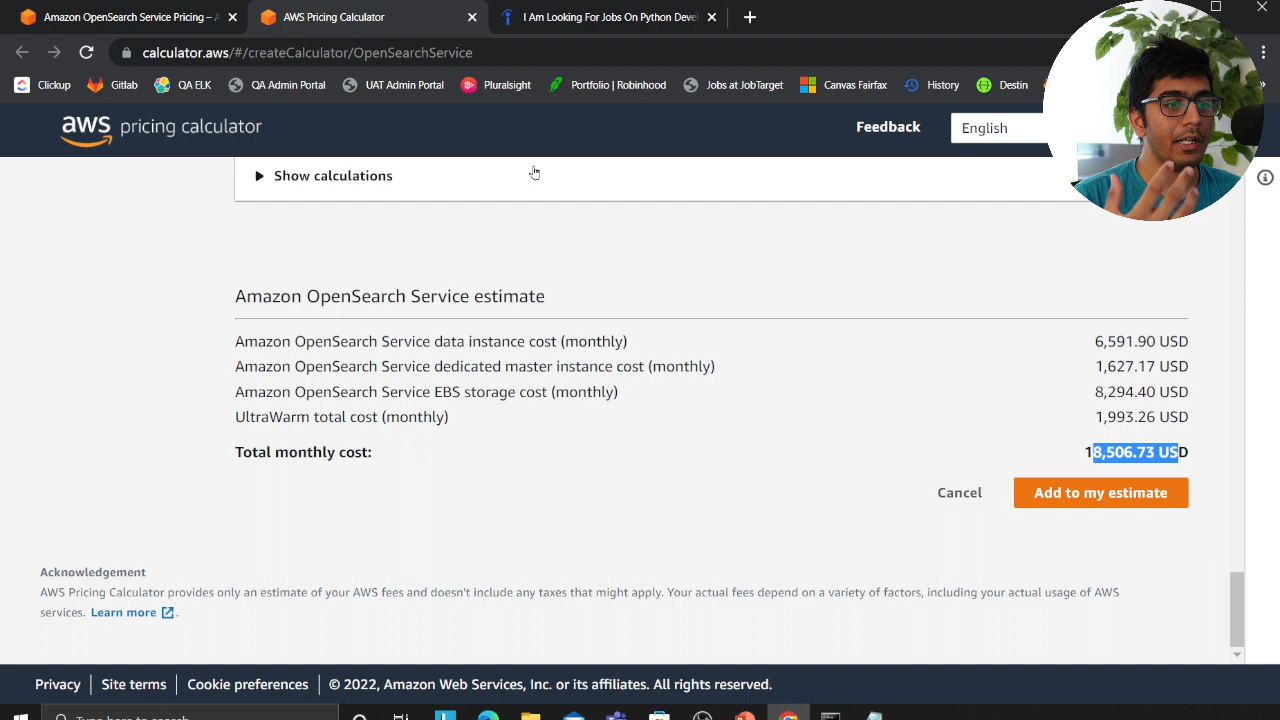 Amazon OpenSearch Service Pricing –
AWS Pricing Calculator
I Am Looking For Jobs On Python Devel
calculator.aws/#/createCalculator/OpenSearchService
Clickup
Gitlab
QA ELK
QA Admin Portal
UAT Admin Portal
Pluralsight
Portfolio | Robinhood
Jobs at JobTarget
Canvas Fairfax
History
Destin
aws pricing calculator
Feedback
English
Show calculations
Amazon OpenSearch Service estimate
Amazon OpenSearch Service data instance cost (monthly) 6,591.90 USD
Amazon OpenSearch Service dedicated master instance cost (monthly) 1,627.17 USD
Amazon OpenSearch Service EBS storage cost (monthly) 8,294.40 USD
UltraWarm total cost (monthly) 1,993.26 USD
Total monthly cost: 18,506.73 USD
Cancel
Add to my estimate
Acknowledgement
AWS Pricing Calculator provides only an estimate of your AWS fees and doesn't include any taxes that might apply. Your actual fees depend on a variety of factors, including your actual usage of AWS
services. Learn more .
Privacy | Site terms | Cookie preferences | © 2022, Amazon Web Services, Inc. or its affiliates. All rights reserved.
Type here to search